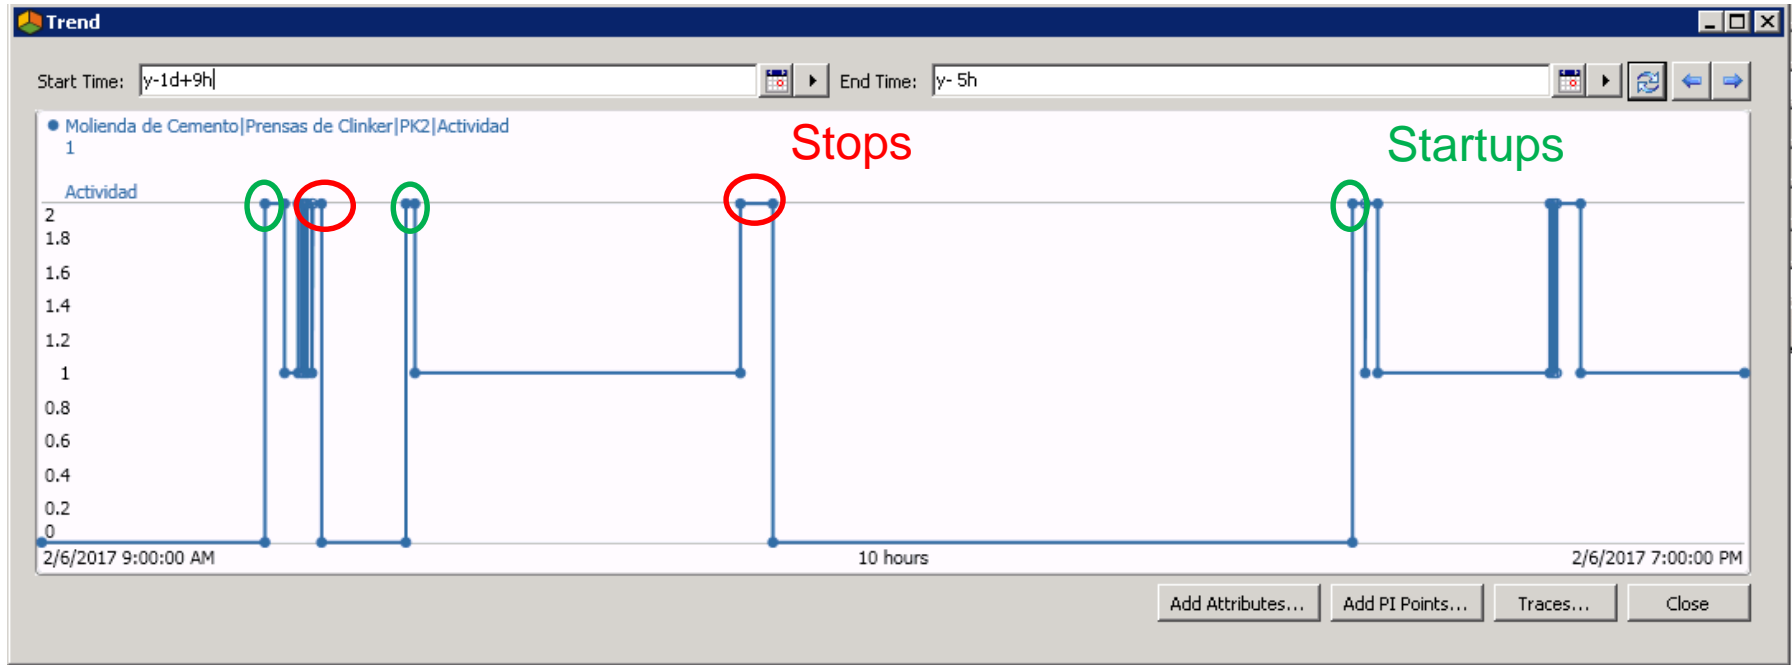 Trend
Start Time: y-1d+9h End Time: y- 5h
Molienda de Cemento|Prensas de Clinker|PK2|Actividad
1
Stops
Startups
Actividad
2
1.8
1.6
1.4
1.2
1
0.8
0.6
0.4
0.2
0
2/6/2017 9:00:00 AM 10 hours 2/6/2017 7:00:00 PM
Add Attributes... Add PI Points... Traces... Close